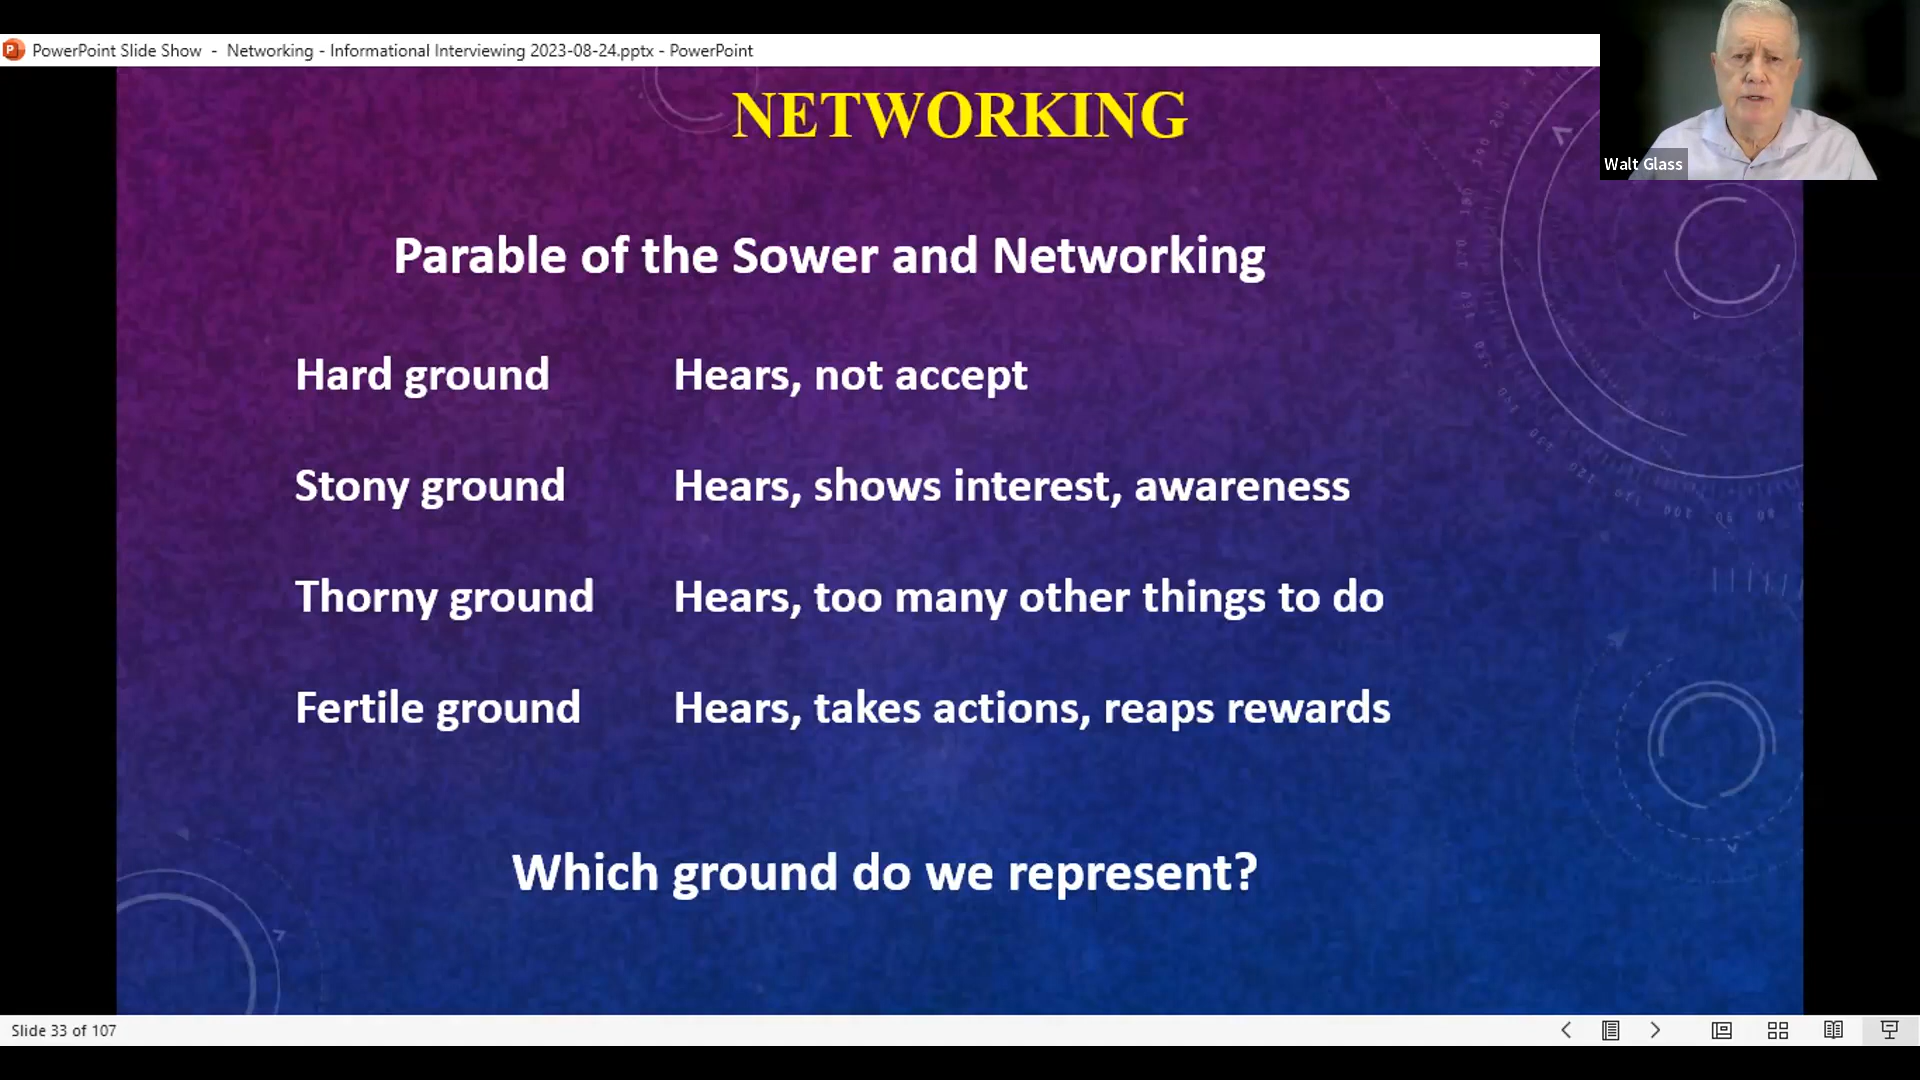 PowerPoint Slide Show - Networking - Informational Interviewing 2023-08-24.pptx - PowerPoint
Walt Glass
NETWORKING
Parable of the Sower and Networking
Hard ground Hears, not accept
Stony ground Hears, shows interest, awareness
Thorny ground Hears, too many other things to do
Fertile ground Hears, takes actions, reaps rewards
Which ground do we represent?
Slide 33 of 107